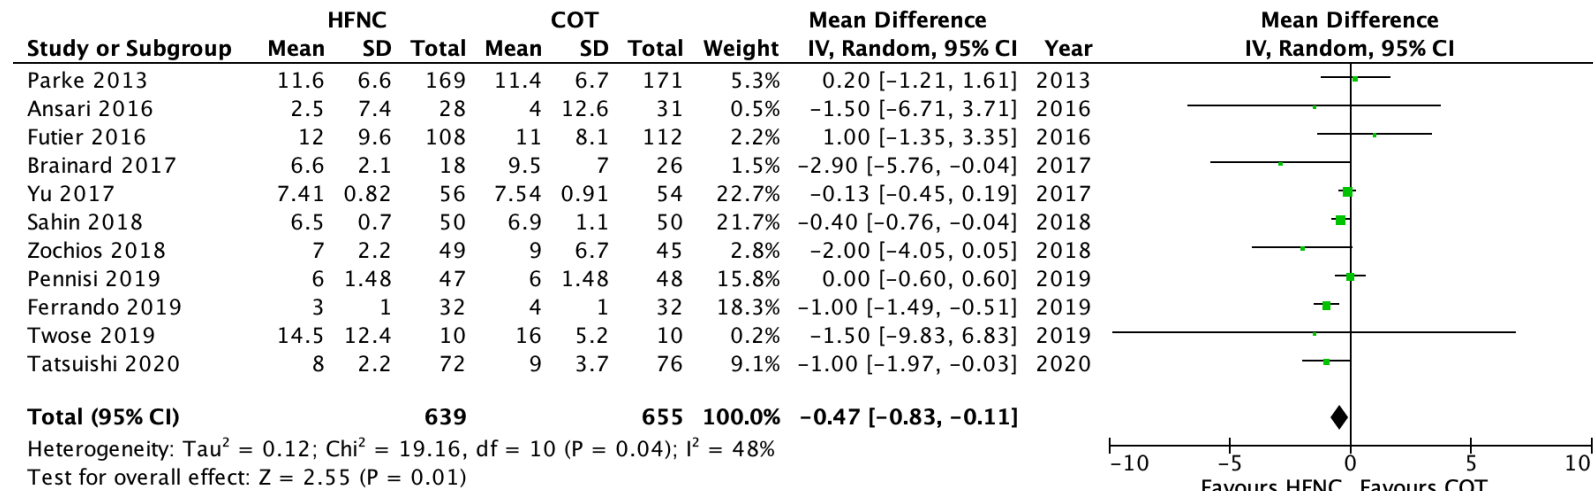 HFNC COT Mean Difference Mean Difference
Study or Subgroup Mean SD Total Mean SD Total Weight IV, Random, 95% CI Year IV, Random, 95% CI
Parke 2013 11.6 6.6 169 11.4 6.7 171 5.3% 0.20 [−1.21, 1.61] 2013
Ansari 2016 2.5 7.4 28 4 12.6 31 0.5% −1.50 [−6.71, 3.71] 2016
Futier 2016 12 9.6 108 11 8.1 112 2.2% 1.00 [−1.35, 3.35] 2016
Brainard 2017 6.6 2.1 18 9.5 7 26 1.5% −2.90 [−5.76, −0.04] 2017
Yu 2017 7.41 0.82 56 7.54 0.91 54 22.7% −0.13 [−0.45, 0.19] 2017
Sahin 2018 6.5 0.7 50 6.9 1.1 50 21.7% −0.40 [−0.76, −0.04] 2018
Zochios 2018 7 2.2 49 9 6.7 45 2.8% −2.00 [−4.05, 0.05] 2018
Pennisi 2019 6 1.48 47 6 1.48 48 15.8% 0.00 [−0.60, 0.60] 2019
Ferrando 2019 3 1 32 4 1 32 18.3% −1.00 [−1.49, −0.51] 2019
Twose 2019 14.5 12.4 10 16 5.2 10 0.2% −1.50 [−9.83, 6.83] 2019
Tatsuishi 2020 8 2.2 72 9 3.7 76 9.1% −1.00 [−1.97, −0.03] 2020
Total (95% CI) 639 655 100.0% −0.47 [−0.83, −0.11]
Heterogeneity: Tau² = 0.12; Chi² = 19.16, df = 10 (P = 0.04); I² = 48%
Test for overall effect: Z = 2.55 (P = 0.01)
−10 −5 0 5 10
Favours HFNC Favours COT